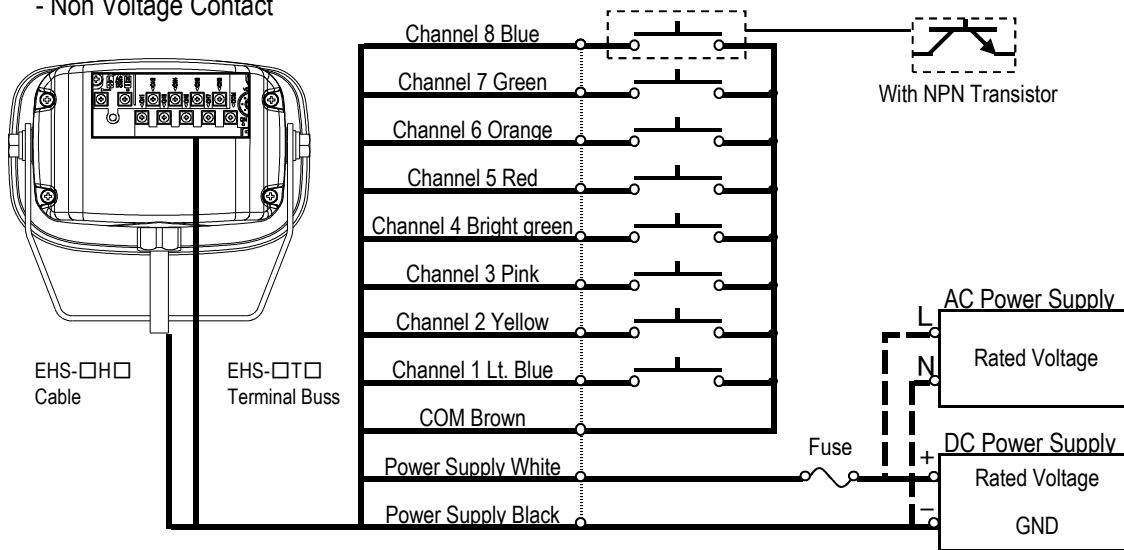 - Non Voltage Contact
Channel 8 Blue
Channel 7 Green
With NPN Transistor
Channel 6 Orange
Channel 5 Red
Channel 4 Bright green
Channel 3 Pink
Channel 2 Yellow
Channel 1 Lt. Blue
COM Brown
Power Supply White
Power Supply Black
EHS-□H□
Cable
EHS-□T□
Terminal Buss
Fuse
AC Power Supply
L
Rated Voltage
N
DC Power Supply
+
Rated Voltage
−
GND